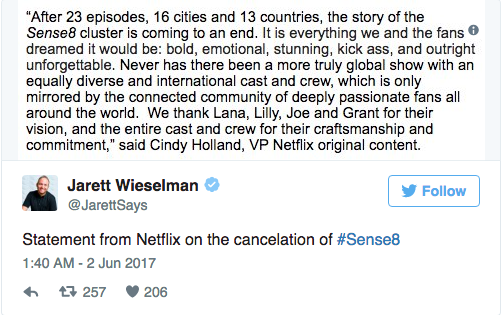 “After 23 episodes, 16 cities and 13 countries, the story of the
Sense8 cluster is coming to an end. It is everything we and the fans
dreamed it would be: bold, emotional, stunning, kick ass, and outright
unforgettable. Never has there been a more truly global show with an
equally diverse and international cast and crew, which is only
mirrored by the connected community of deeply passionate fans all
around the world.  We thank Lana, Lilly, Joe and Grant for their
vision, and the entire cast and crew for their craftsmanship and
commitment,” said Cindy Holland, VP Netflix original content.
Jarett Wieselman
@JarettSays
Follow
Statement from Netflix on the cancelation of #Sense8
1:40 AM - 2 Jun 2017
257 206